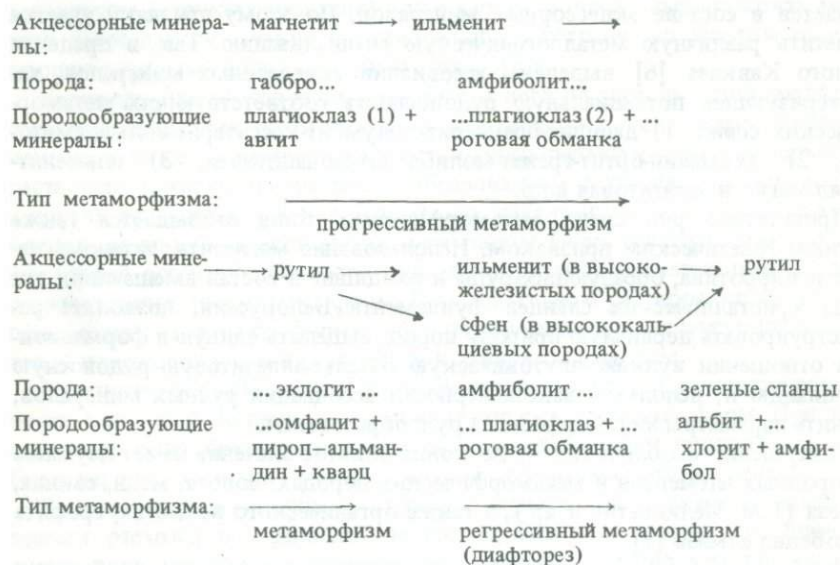 Акцессорные минера- магнетит → ильменит →
лы:
Порода: габбро... амфиболит...
Породообразующие плагиоклаз (1) + ...плагиоклаз (2) + ...
минералы: авгит роговая обманка
Тип метаморфизма: →
прогрессивный метаморфизм
Акцессорные мине- → рутил → ильменит (в высоко- → рутил
ралы: железистых породах)
сфен (в высококаль-
циевых породах)
Порода: ... эклогит ... амфиболит ... зеленые сланцы
Породообразующие ...омфацит + ... плагиоклаз + ... альбит +...
минералы: пироп-альман- роговая обманка хлорит + амфи-
дин + кварц бол
Тип метаморфизма: → →
метаморфизм регрессивный метаморфизм
(диафторез)